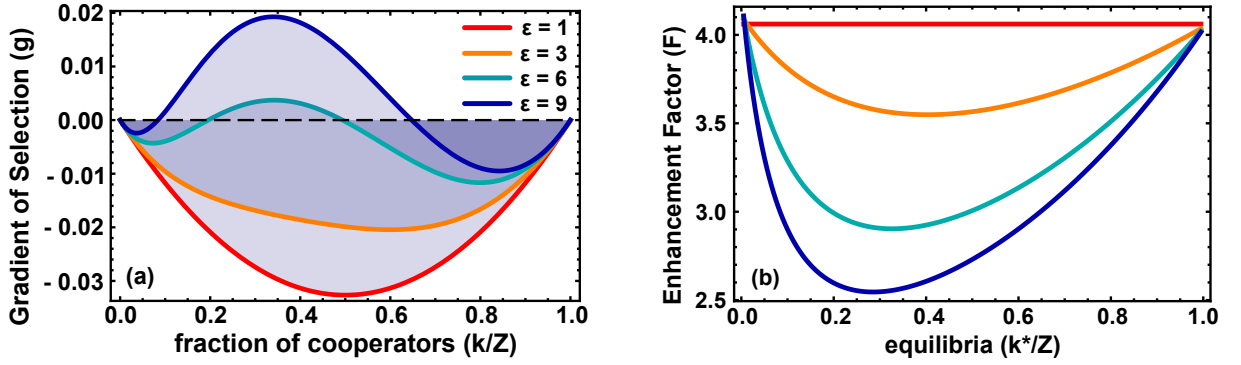 0.02
0.01
0.00
- 0.01
- 0.02
- 0.03
Gradient of Selection (g)
ε = 1
ε = 3
ε = 6
ε = 9
(a)
0.0 0.2 0.4 0.6 0.8 1.0
fraction of cooperators (k/Z)
4.0
3.5
3.0
2.5
Enhancement Factor (F)
(b)
0.0 0.2 0.4 0.6 0.8 1.0
equilibria (k*/Z)